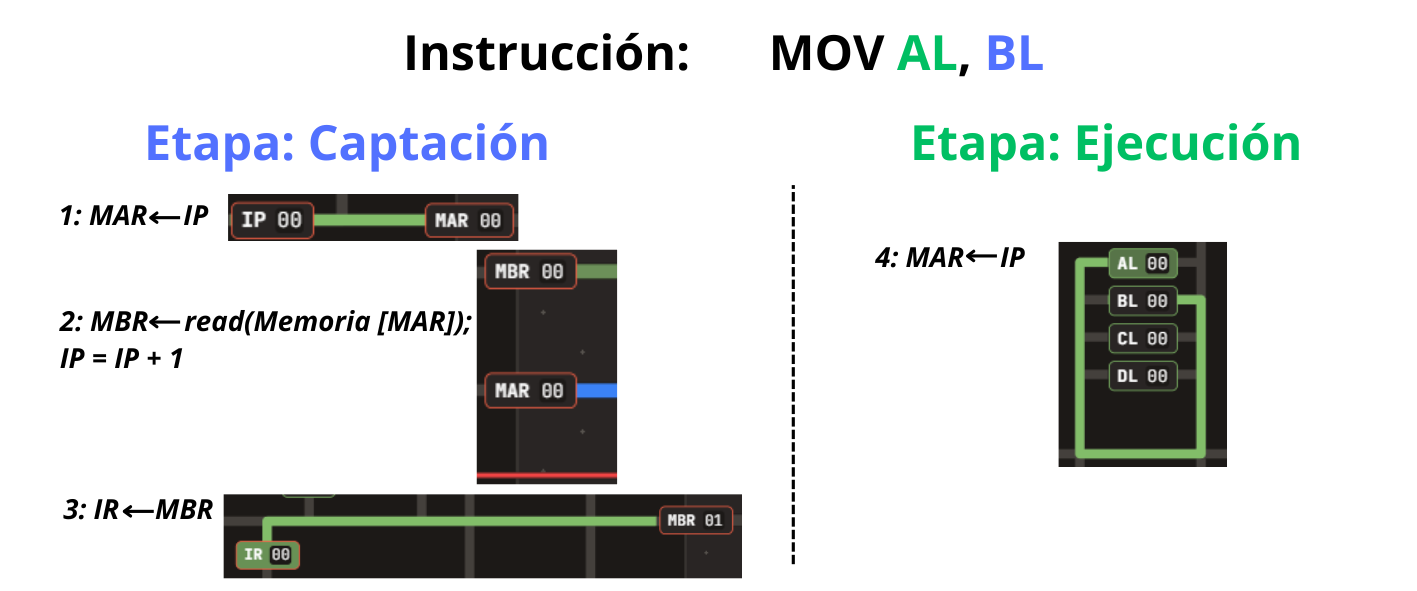 Instrucción: MOV AL, BL
Etapa: Captación
1: MAR←IP
IP 00
MAR 00
2: MBR←read(Memoria [MAR]);
IP = IP + 1
MBR 00
MAR 00
3: IR←MBR
MBR 01
IR 00
Etapa: Ejecución
4: MAR←IP
AL 00
BL 00
CL 00
DL 00